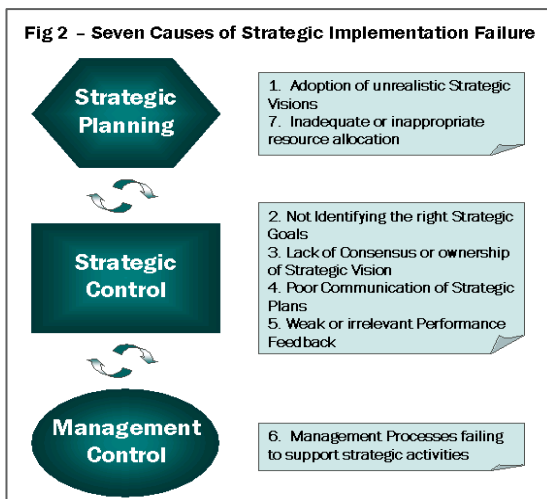 Fig 2 – Seven Causes of Strategic Implementation Failure
Strategic
Planning
1. Adoption of unrealistic Strategic
Visions
7. Inadequate or inappropriate
resource allocation
Strategic
Control
2. Not Identifying the right Strategic
Goals
3. Lack of Consensus or ownership
of Strategic Vision
4. Poor Communication of Strategic
Plans
5. Weak or irrelevant Performance
Feedback
Management
Control
6. Management Processes failing
to support strategic activities